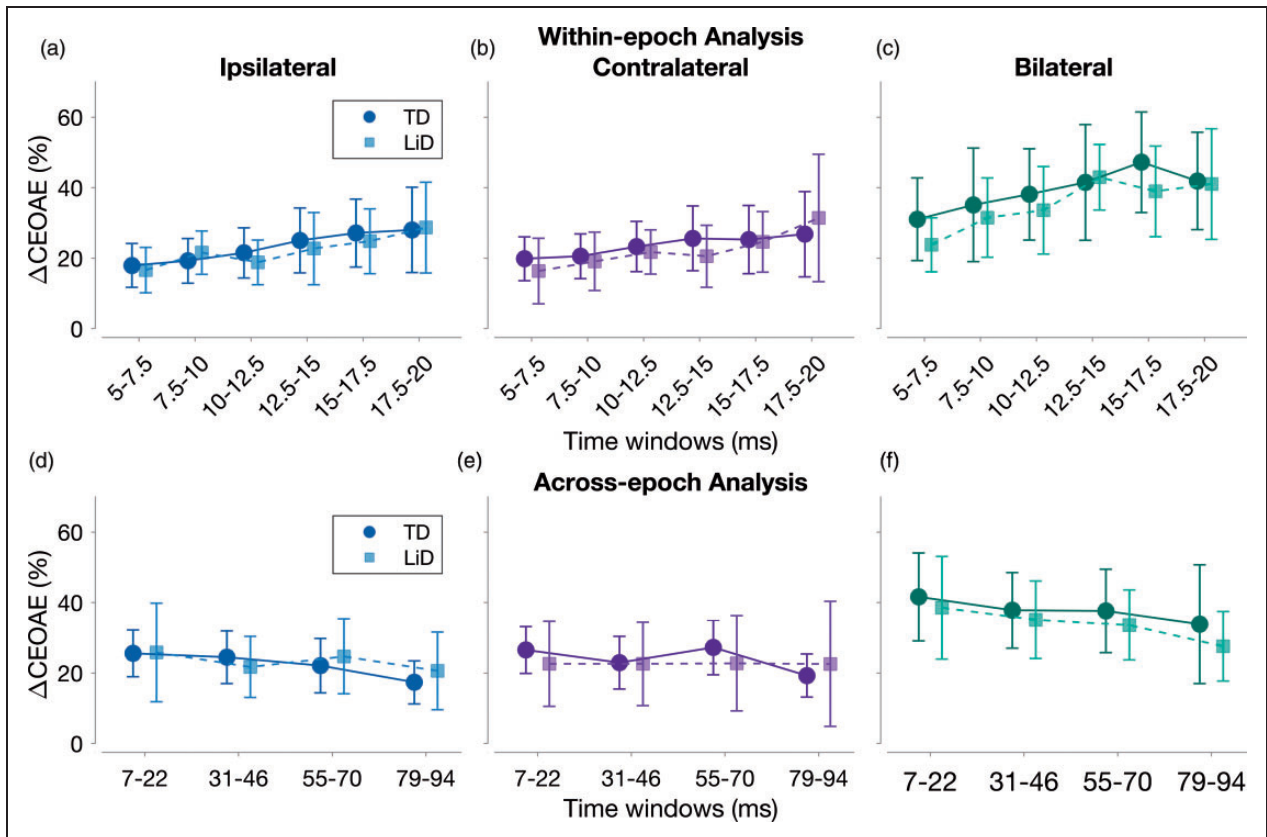 (a)
Ipsilateral
(b)
Within-epoch Analysis
Contralateral
(c)
Bilateral
TD
LiD
ΔCEOAE (%)
60
40
20
0
5-7.5
7.5-10
10-12.5
12.5-15
15-17.5
17.5-20
5-7.5
7.5-10
10-12.5
12.5-15
15-17.5
17.5-20
5-7.5
7.5-10
10-12.5
12.5-15
15-17.5
17.5-20
Time windows (ms)
(d)
(e)
Across-epoch Analysis
(f)
TD
LiD
ΔCEOAE (%)
60
40
20
0
7-22
31-46
55-70
79-94
7-22
31-46
55-70
79-94
7-22
31-46
55-70
79-94
Time windows (ms)